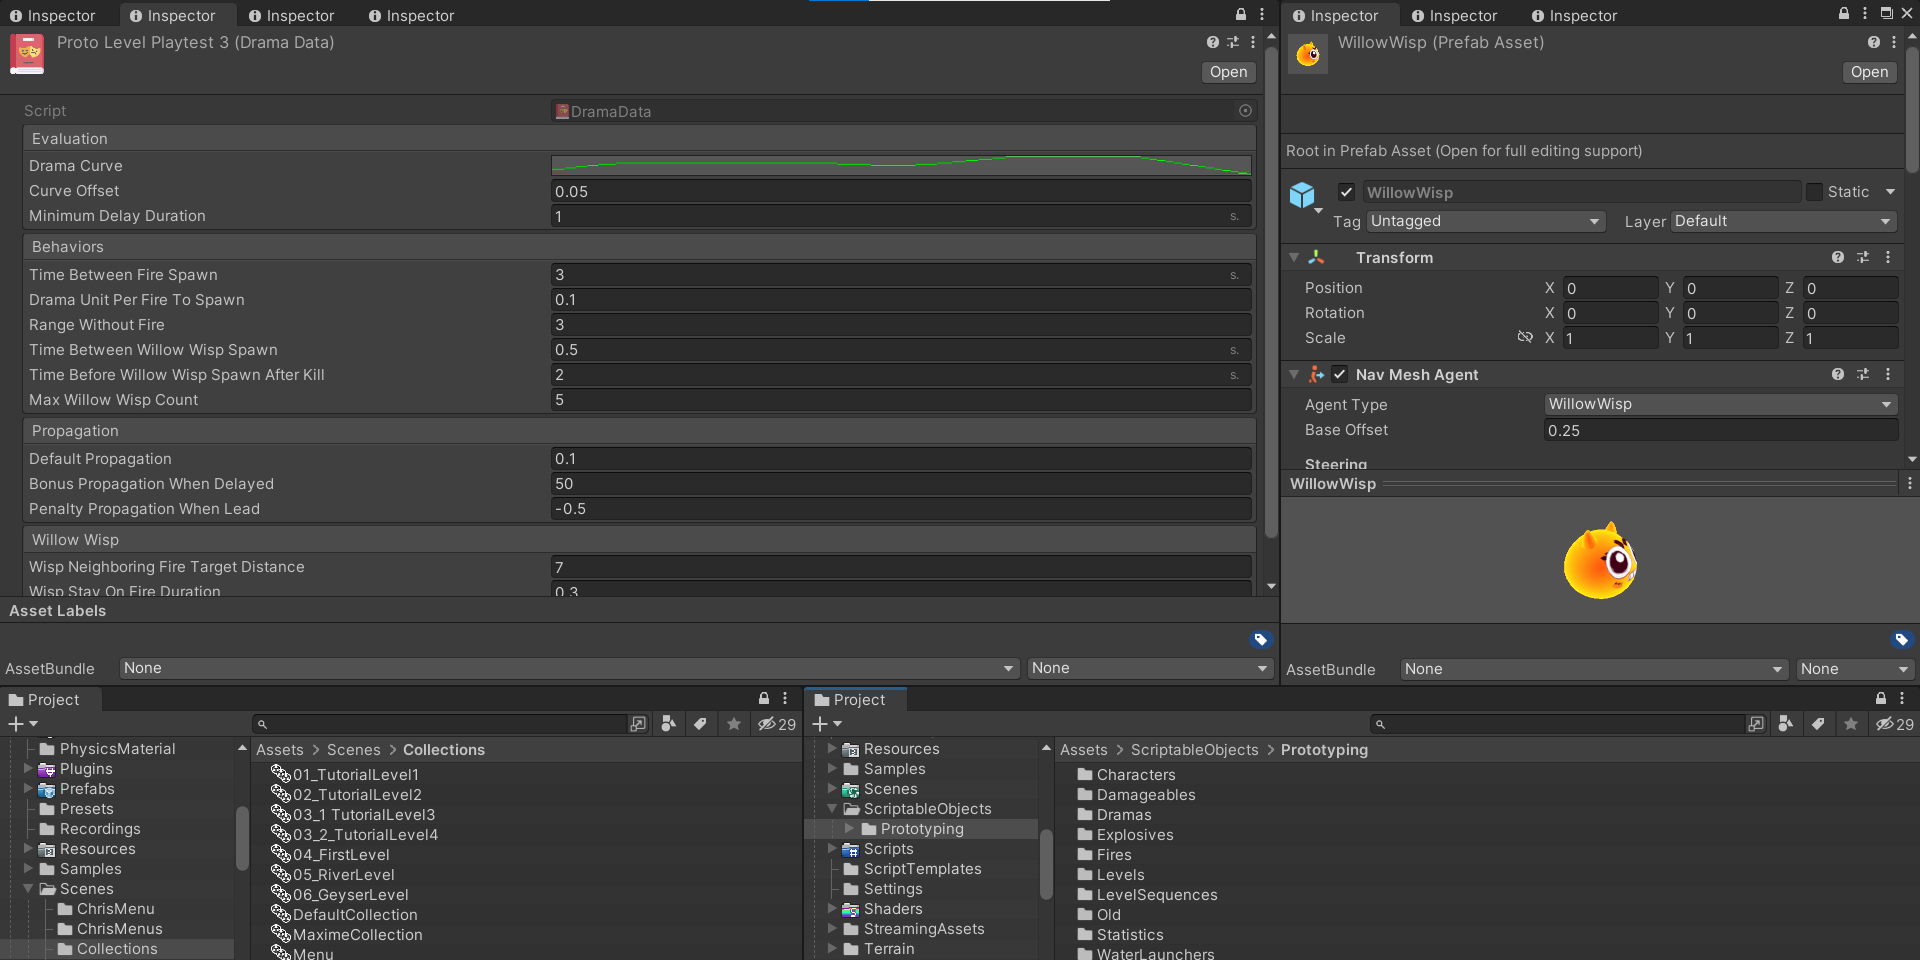 Inspector Inspector Inspector Inspector
Proto Level Playtest 3 (Drama Data)
Open
Script DramaData
Evaluation
Drama Curve
Curve Offset 0.05
Minimum Delay Duration 1 s.
Behaviors
Time Between Fire Spawn 3 s.
Drama Unit Per Fire To Spawn 0.1
Range Without Fire 3
Time Between Willow Wisp Spawn 0.5 s.
Time Before Willow Wisp Spawn After Kill 2 s.
Max Willow Wisp Count 5
Propagation
Default Propagation 0.1
Bonus Propagation When Delayed 50
Penalty Propagation When Lead -0.5
Willow Wisp
Wisp Neighboring Fire Target Distance 7
Wisp Stay On Fire Duration 0.3
Asset Labels
AssetBundle None None
Inspector Inspector Inspector
WillowWisp (Prefab Asset)
Open
Root in Prefab Asset (Open for full editing support)
WillowWisp Static
Tag Untagged Layer Default
Transform
Position X 0 Y 0 Z 0
Rotation X 0 Y 0 Z 0
Scale X 1 Y 1 Z 1
Nav Mesh Agent
Agent Type WillowWisp
Base Offset 0.25
Steering
WillowWisp
AssetBundle None None
Project
29
PhysicsMaterial
Plugins
Prefabs
Presets
Recordings
Resources
Samples
Scenes
ChrisMenu
ChrisMenus
Collections
Assets > Scenes > Collections
01_TutorialLevel1
02_TutorialLevel2
03_1 TutorialLevel3
03_2_TutorialLevel4
04_FirstLevel
05_RiverLevel
06_GeyserLevel
DefaultCollection
MaximeCollection
Menu
Project
29
Resources
Samples
Scenes
ScriptableObjects
Prototyping
Scripts
ScriptTemplates
Settings
Shaders
StreamingAssets
Terrain
Assets > ScriptableObjects > Prototyping
Characters
Damageables
Dramas
Explosives
Fires
Levels
LevelSequences
Old
Statistics
WaterLaunchers